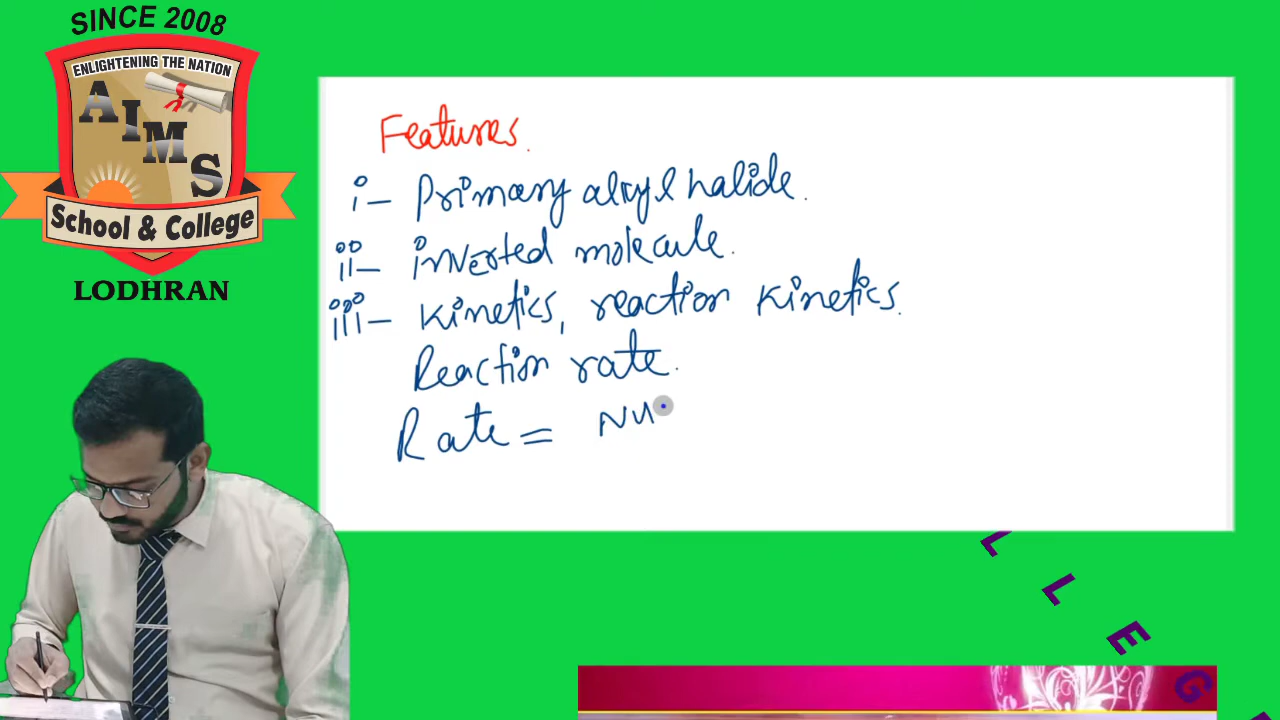 SINCE 2008
ENLIGHTENING THE NATION
AIMS
School & College
LODHRAN
Features.
i- Primary alkyl halide.
ii- inverted molecule.
iii- Kinetics, reaction Kinetics.
Reaction rate.
Rate = Nu
L L E G